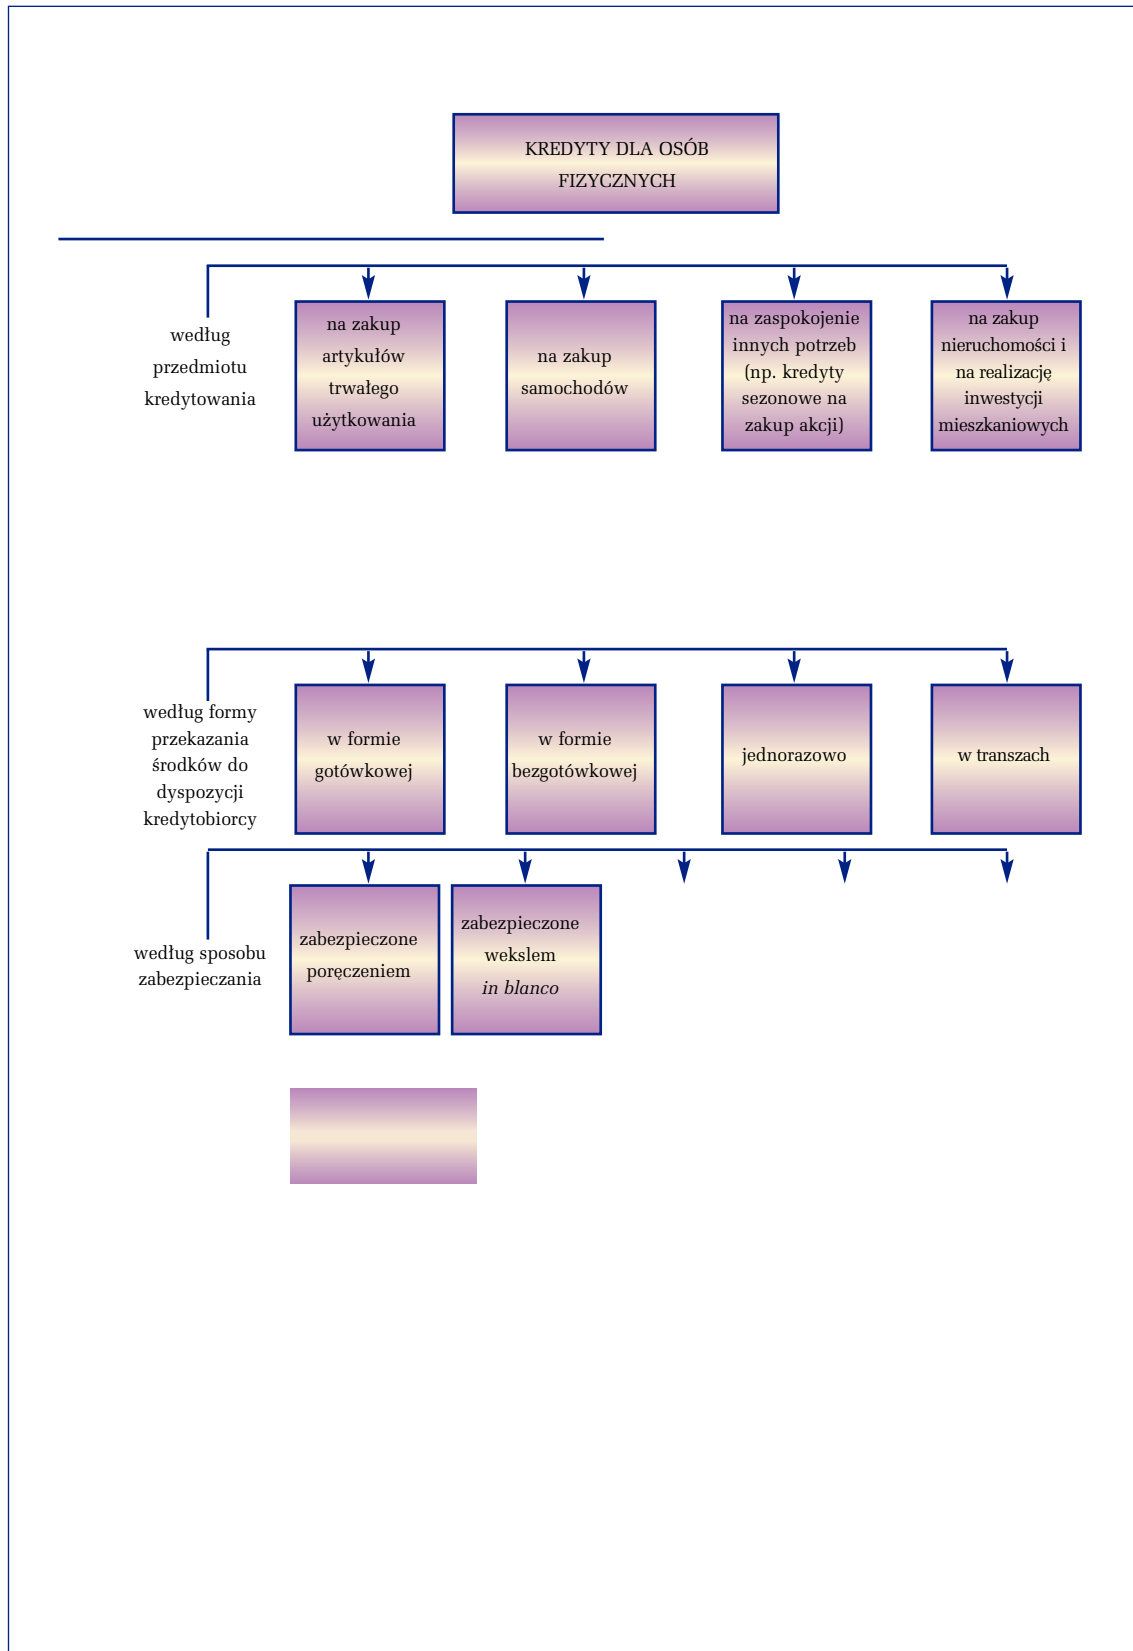 KREDYTY DLA OSÓB
FIZYCZNYCH
według
przedmiotu
kredytowania
na zakup
artykułów
trwałego
użytkowania
na zakup
samochodów
na zaspokojenie
innych potrzeb
(np. kredyty
sezonowe na
zakup akcji)
na zakup
nieruchomości i
na realizację
inwestycji
mieszkaniowych
według formy
przekazania
środków do
dyspozycji
kredytobiorcy
w formie
gotówkowej
w formie
bezgotówkowej
jednorazowo
w transzach
według sposobu
zabezpieczania
zabezpieczone
poręczeniem
zabezpieczone
wekslem
in blanco